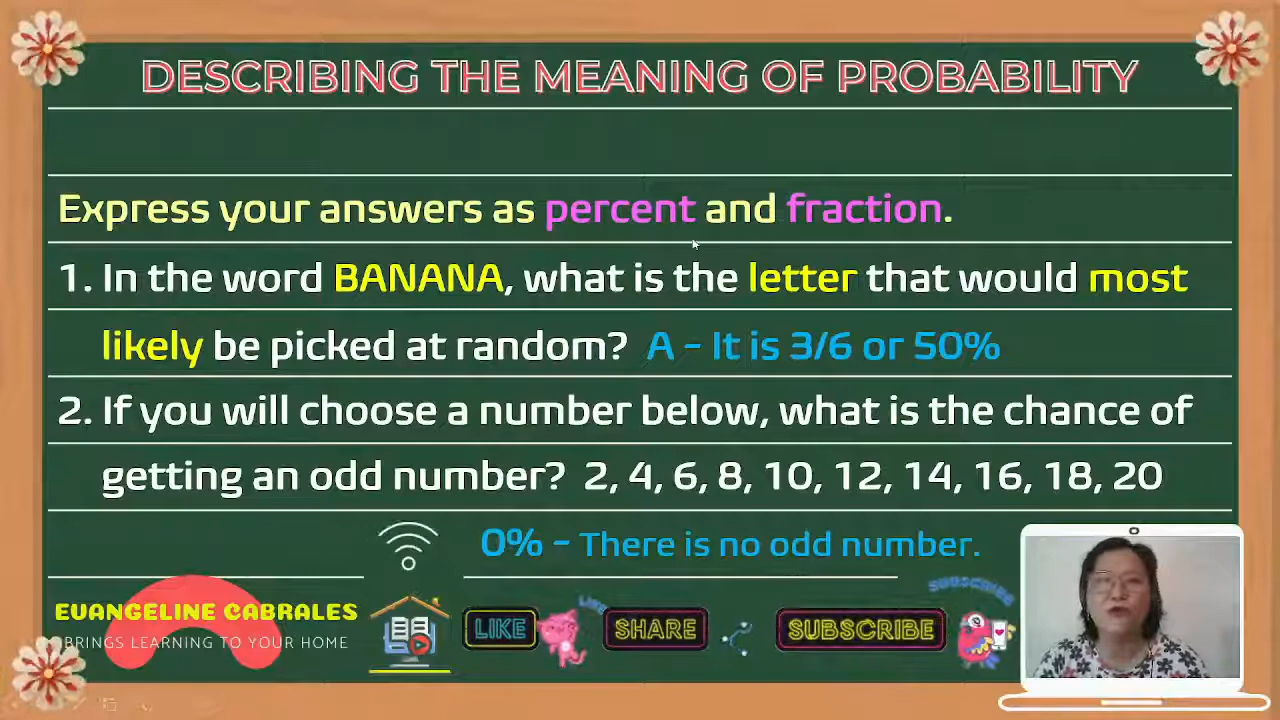 DESCRIBING THE MEANING OF PROBABILITY
Express your answers as percent and fraction.
1. In the word BANANA, what is the letter that would most
likely be picked at random? A - It is 3/6 or 50%
2. If you will choose a number below, what is the chance of
getting an odd number? 2, 4, 6, 8, 10, 12, 14, 16, 18, 20
0% - There is no odd number.
EVANGELINE CABRALES
BRINGS LEARNING TO YOUR HOME
LIKE
LIKE
SHARE
SUBSCRIBE
SUBSCRIBE